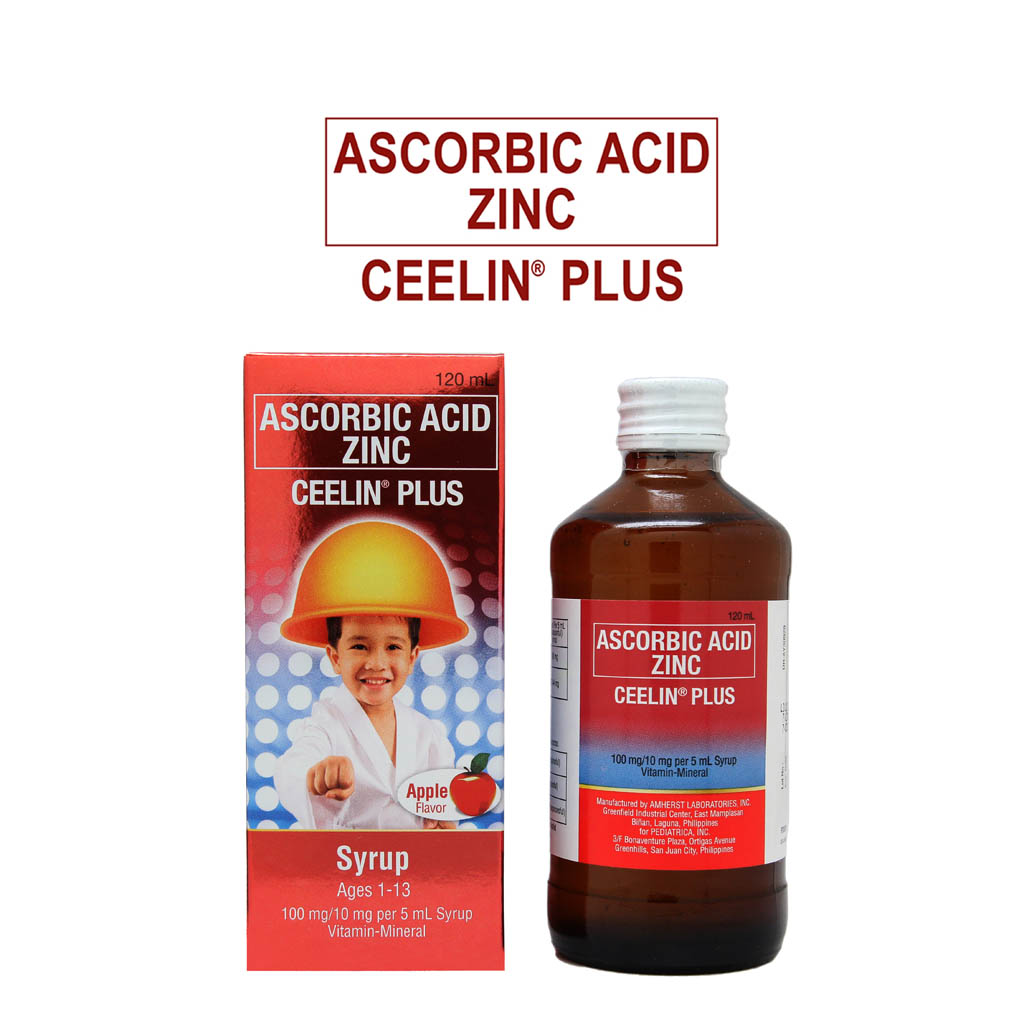 ASCORBIC ACID
ZINC
CEELIN® PLUS
120 mL
ASCORBIC ACID
ZINC
CEELIN® PLUS
Apple
Flavor
Syrup
Ages 1-13
100 mg/10 mg per 5 mL Syrup
Vitamin-Mineral
120 mL
ASCORBIC ACID
ZINC
CEELIN® PLUS
100 mg/10 mg per 5 mL Syrup
Vitamin-Mineral
Manufactured by AMHERST LABORATORIES, INC.
Greenfield Industrial Center, East Mamplasan
Biñan, Laguna, Philippines
for PEDIATRICA, INC.
3/F Bonaventure Plaza, Ortigas Avenue
Greenhills, San Juan City, Philippines